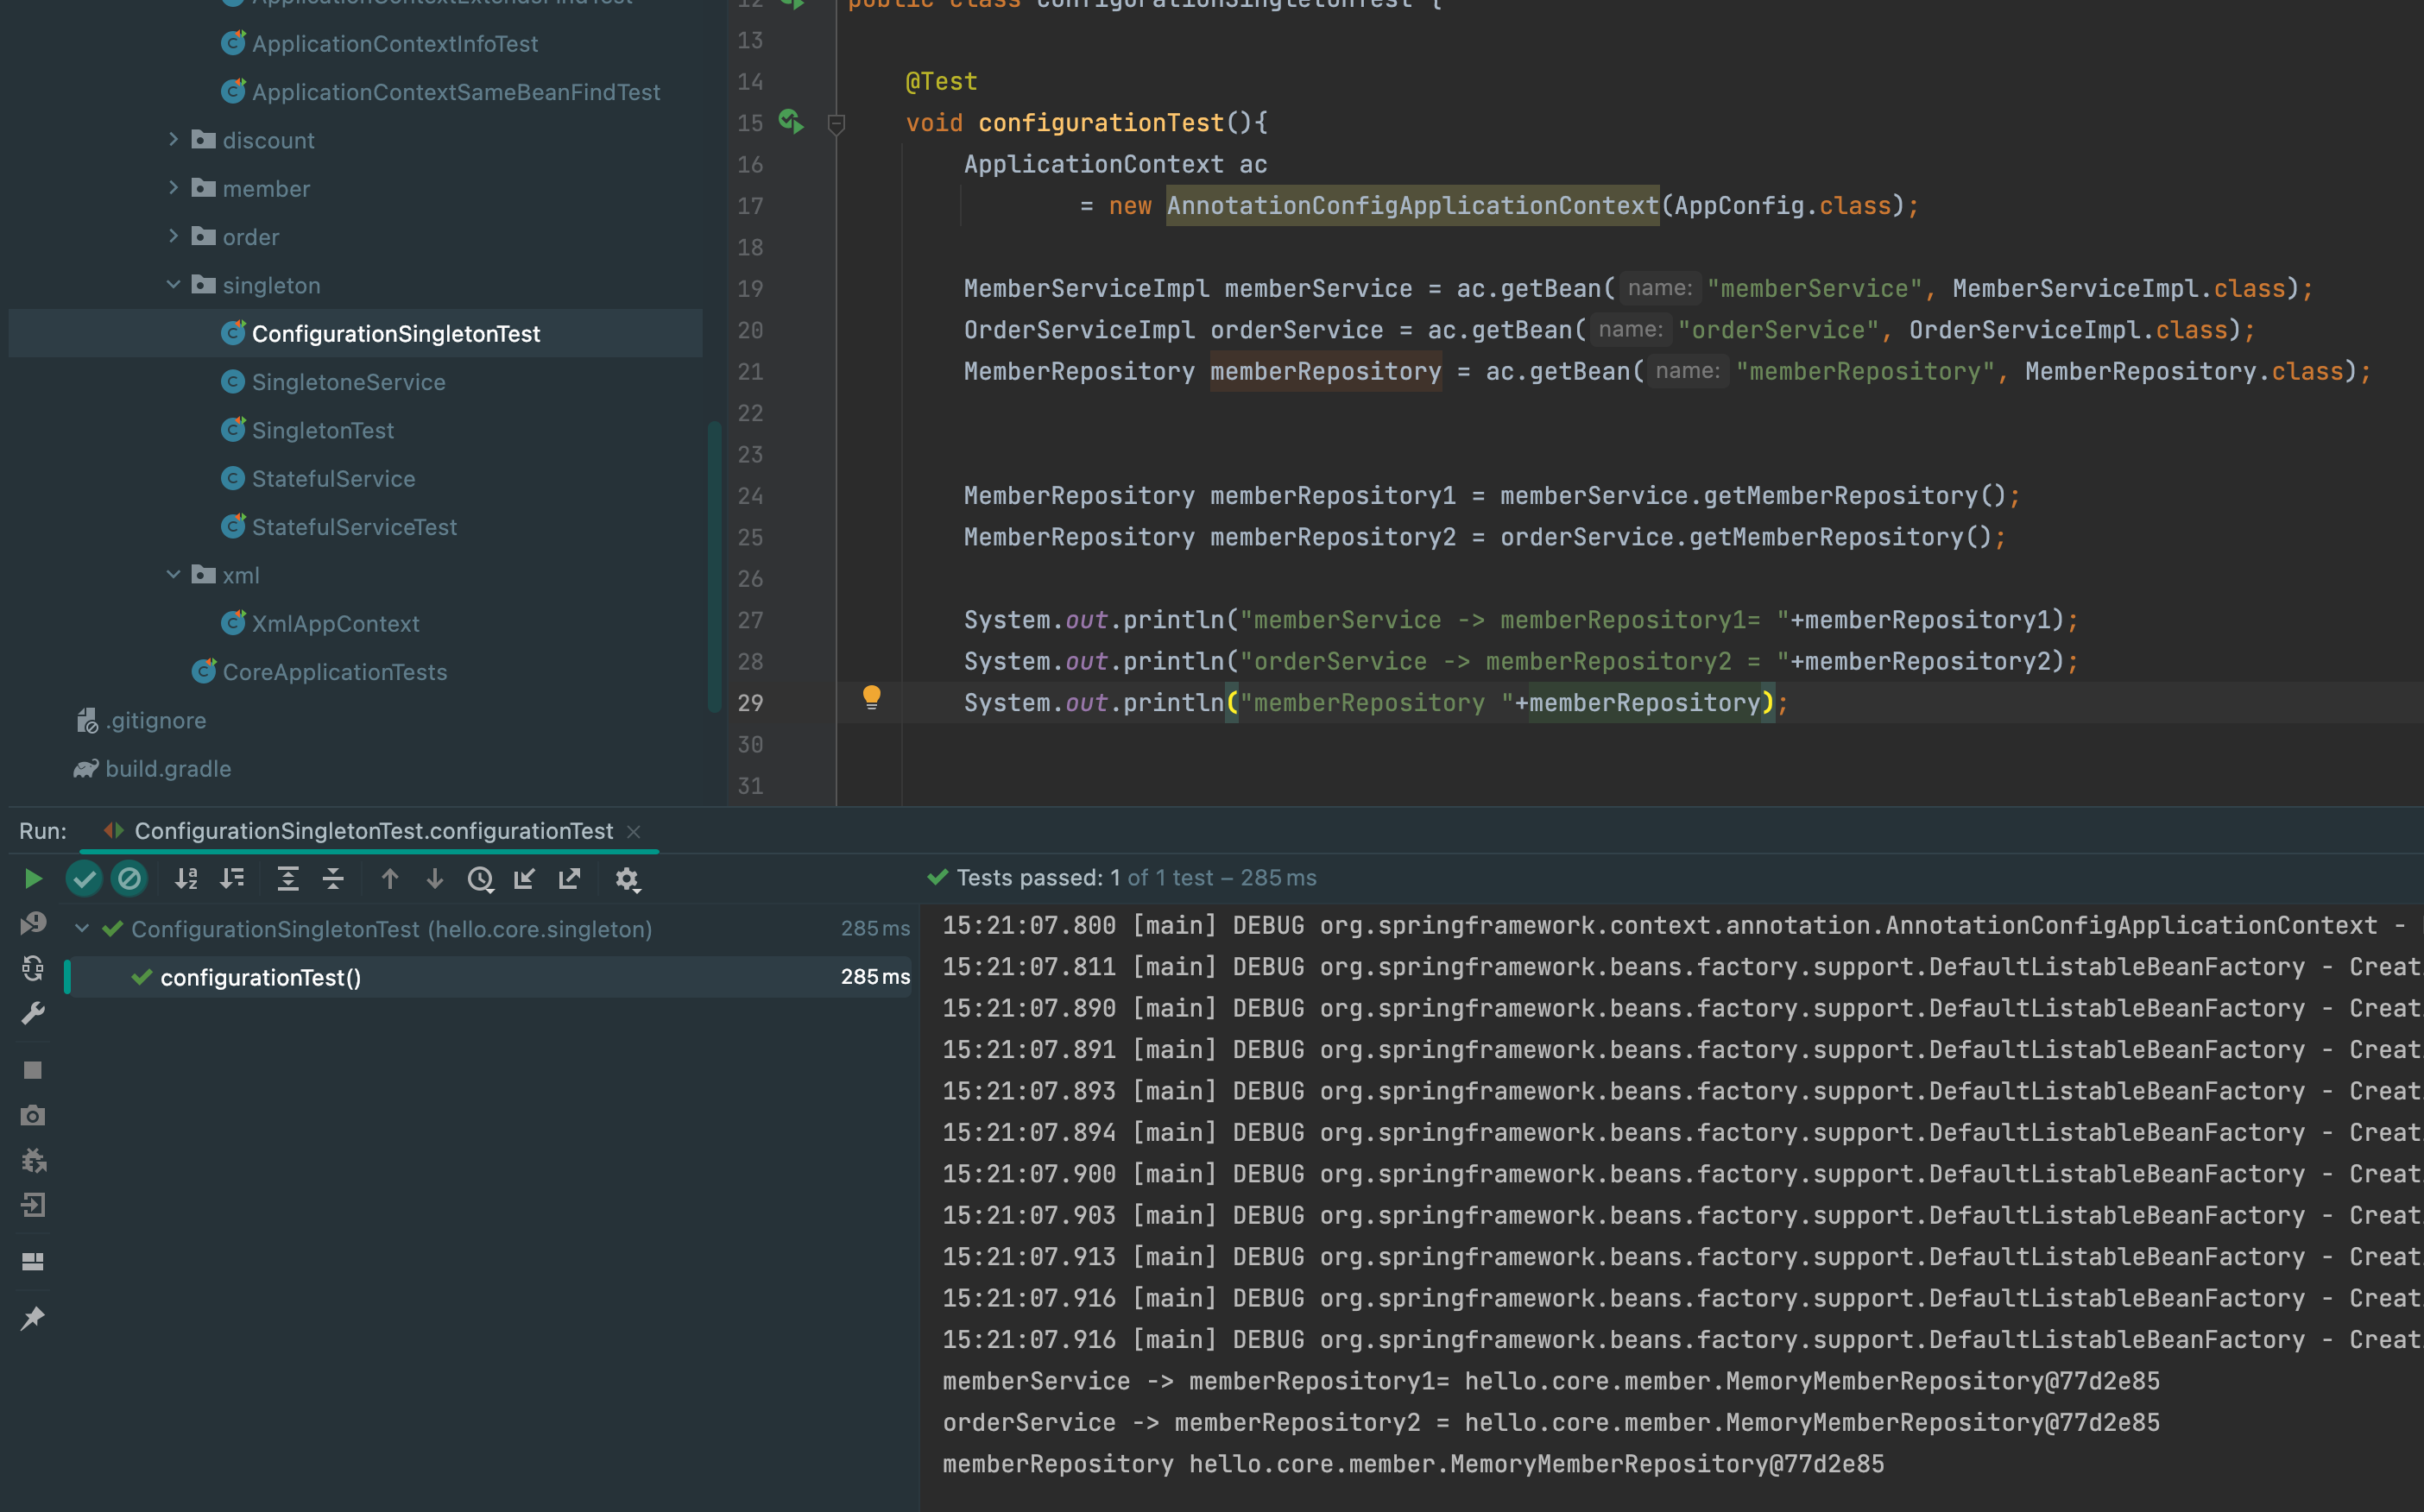 ApplicationContextExtendsFindTest
ApplicationContextInfoTest
ApplicationContextSameBeanFindTest
discount
member
order
singleton
ConfigurationSingletonTest
SingletoneService
SingletonTest
StatefulService
StatefulServiceTest
xml
XmlAppContext
CoreApplicationTests
.gitignore
build.gradle
12 public class ConfigurationSingletonTest {
13
14 @Test
15 void configurationTest(){
16 ApplicationContext ac
17 = new AnnotationConfigApplicationContext(AppConfig.class);
18
19 MemberServiceImpl memberService = ac.getBean( name: "memberService", MemberServiceImpl.class);
20 OrderServiceImpl orderService = ac.getBean( name: "orderService", OrderServiceImpl.class);
21 MemberRepository memberRepository = ac.getBean( name: "memberRepository", MemberRepository.class);
22
23
24 MemberRepository memberRepository1 = memberService.getMemberRepository();
25 MemberRepository memberRepository2 = orderService.getMemberRepository();
26
27 System.out.println("memberService -> memberRepository1= "+memberRepository1);
28 System.out.println("orderService -> memberRepository2 = "+memberRepository2);
29 System.out.println("memberRepository "+memberRepository);
30
31
Run: ConfigurationSingletonTest.configurationTest
Tests passed: 1 of 1 test – 285 ms
ConfigurationSingletonTest (hello.core.singleton) 285 ms
configurationTest() 285 ms
15:21:07.800 [main] DEBUG org.springframework.context.annotation.AnnotationConfigApplicationContext -
15:21:07.811 [main] DEBUG org.springframework.beans.factory.support.DefaultListableBeanFactory - Creat
15:21:07.890 [main] DEBUG org.springframework.beans.factory.support.DefaultListableBeanFactory - Creat
15:21:07.891 [main] DEBUG org.springframework.beans.factory.support.DefaultListableBeanFactory - Creat
15:21:07.893 [main] DEBUG org.springframework.beans.factory.support.DefaultListableBeanFactory - Creat
15:21:07.894 [main] DEBUG org.springframework.beans.factory.support.DefaultListableBeanFactory - Creat
15:21:07.900 [main] DEBUG org.springframework.beans.factory.support.DefaultListableBeanFactory - Creat
15:21:07.903 [main] DEBUG org.springframework.beans.factory.support.DefaultListableBeanFactory - Creat
15:21:07.913 [main] DEBUG org.springframework.beans.factory.support.DefaultListableBeanFactory - Creat
15:21:07.916 [main] DEBUG org.springframework.beans.factory.support.DefaultListableBeanFactory - Creat
15:21:07.916 [main] DEBUG org.springframework.beans.factory.support.DefaultListableBeanFactory - Creat
memberService -> memberRepository1= hello.core.member.MemoryMemberRepository@77d2e85
orderService -> memberRepository2 = hello.core.member.MemoryMemberRepository@77d2e85
memberRepository hello.core.member.MemoryMemberRepository@77d2e85